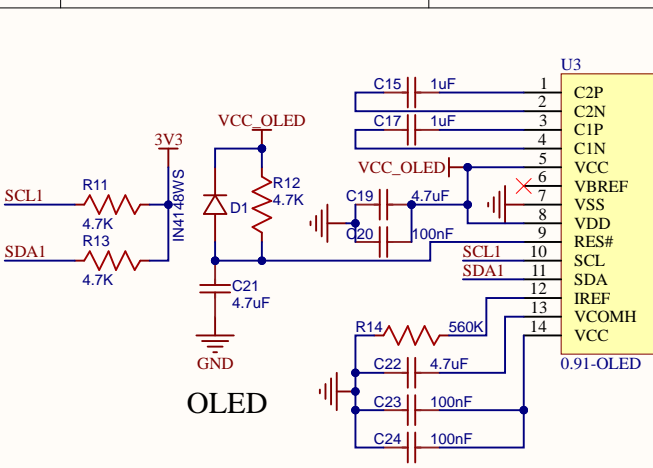 U3
C15 1uF 1 C2P
2 C2N
C17 1uF 3 C1P
4 C1N
VCC_OLED
3V3
VCC_OLED 5 VCC
6 VBREF
R11
R12
4.7K
C19 4.7uF 7 VSS
SCL1
4.7K
IN4148WS
D1
8 VDD
R13
C20 100nF 9 RES#
SDA1
4.7K
SCL1 10 SCL
SDA1 11 SDA
C21
4.7uF
12 IREF
13 VCOMH
R14 560K 14 VCC
GND
C22 4.7uF 0.91-OLED
OLED
C23 100nF
C24 100nF